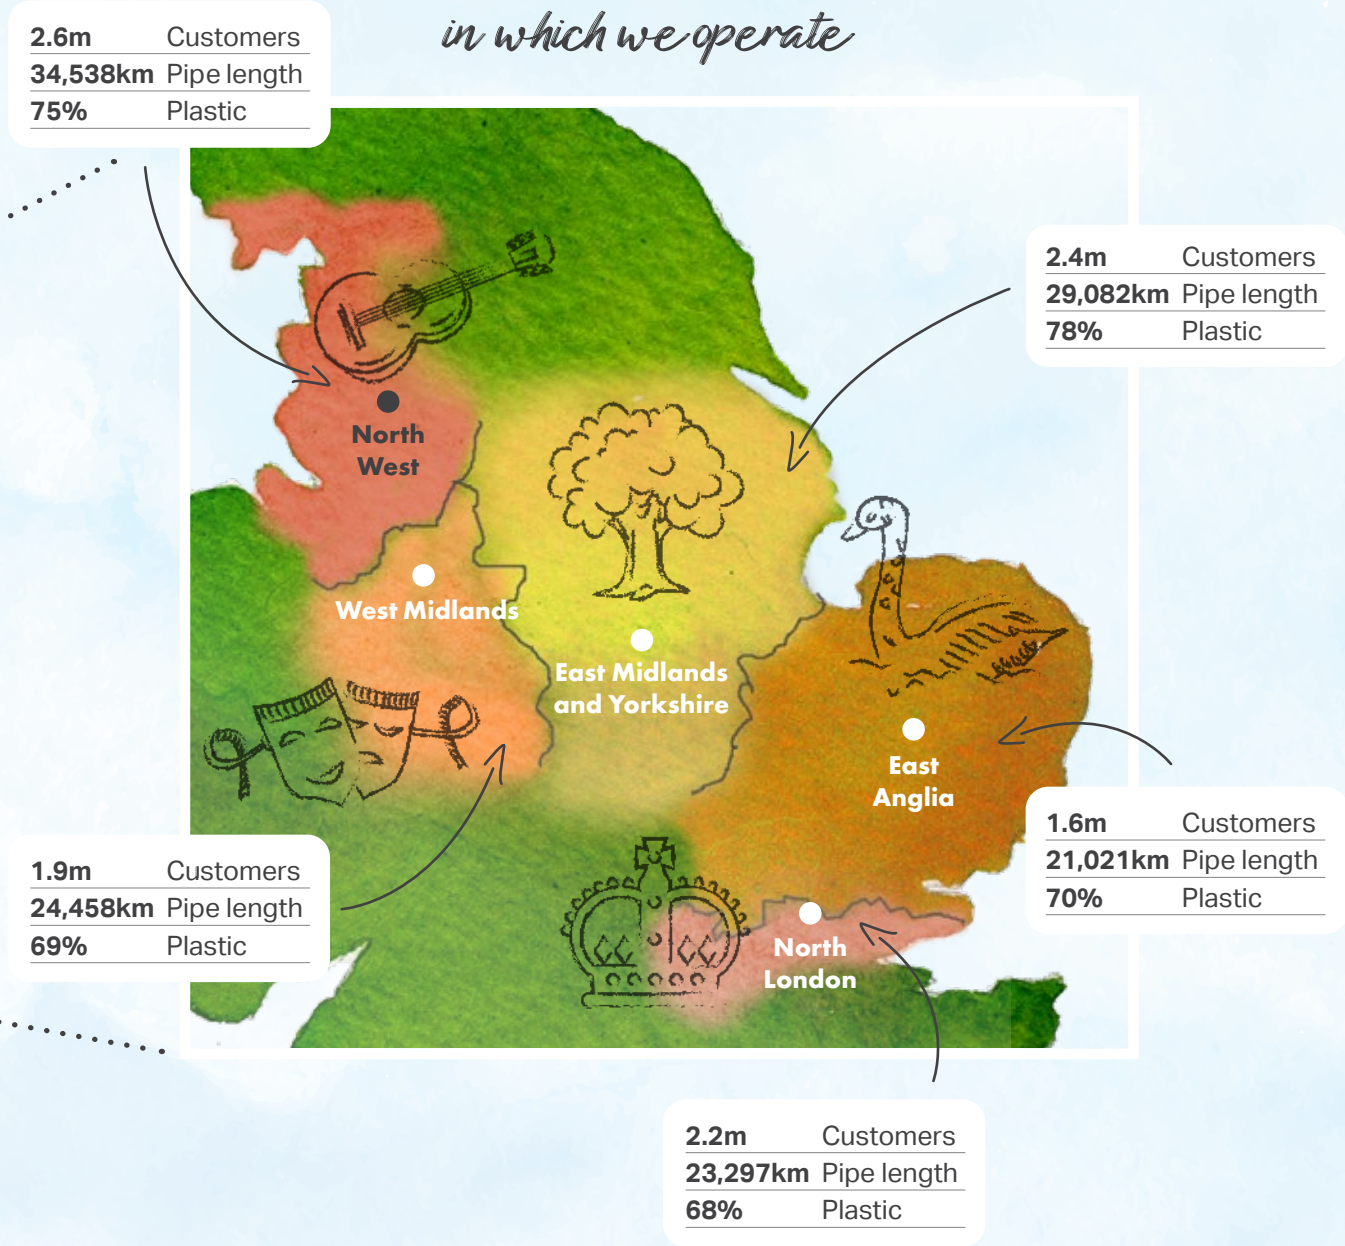 in which we operate
2.6m Customers
34,538km Pipe length
75% Plastic
2.4m Customers
29,082km Pipe length
78% Plastic
North
West
West Midlands
East Midlands
and Yorkshire
East
Anglia
1.6m Customers
21,021km Pipe length
70% Plastic
1.9m Customers
24,458km Pipe length
69% Plastic
North
London
2.2m Customers
23,297km Pipe length
68% Plastic